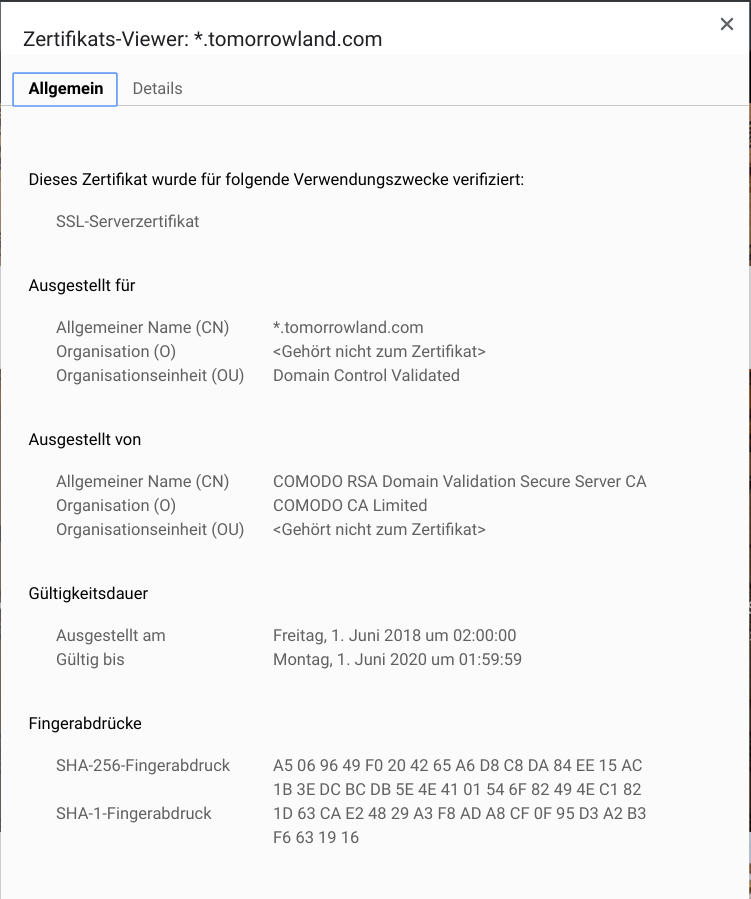 Zertifikats-Viewer: *.tomorrowland.com
Allgemein Details
Dieses Zertifikat wurde für folgende Verwendungszwecke verifiziert:
SSL-Serverzertifikat
Ausgestellt für
Allgemeiner Name (CN) *.tomorrowland.com
Organisation (O) <Gehört nicht zum Zertifikat>
Organisationseinheit (OU) Domain Control Validated
Ausgestellt von
Allgemeiner Name (CN) COMODO RSA Domain Validation Secure Server CA
Organisation (O) COMODO CA Limited
Organisationseinheit (OU) <Gehört nicht zum Zertifikat>
Gültigkeitsdauer
Ausgestellt am Freitag, 1. Juni 2018 um 02:00:00
Gültig bis Montag, 1. Juni 2020 um 01:59:59
Fingerabdrücke
SHA-256-Fingerabdruck A5 06 96 49 F0 20 42 65 A6 D8 C8 DA 84 EE 15 AC
1B 3E DC BC DB 5E 4E 41 01 54 6F 82 49 4E C1 82
SHA-1-Fingerabdruck 1D 63 CA E2 48 29 A3 F8 AD A8 CF 0F 95 D3 A2 B3
F6 63 19 16